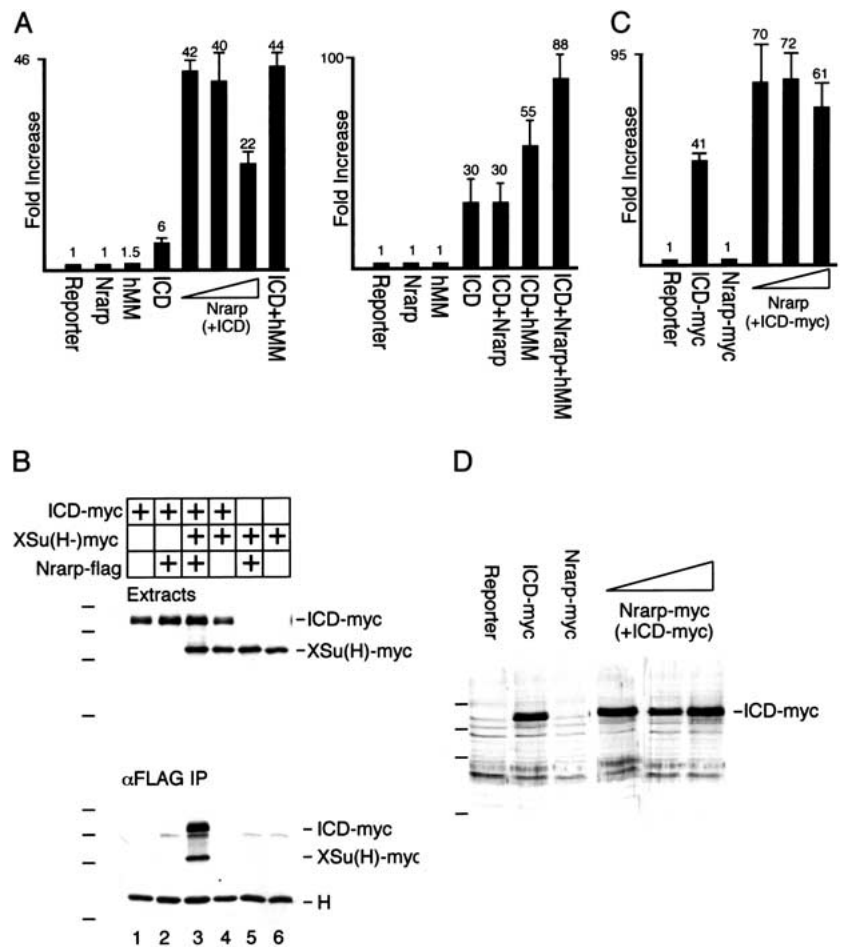 A
46
Fold Increase
1
1
1.5
6
42
40
22
44
Reporter
Nrarp
hMM
ICD
Nrarp
(+ICD)
ICD+hMM
100
Fold Increase
1
1
1
30
30
55
88
Reporter
Nrarp
hMM
ICD
ICD+Nrarp
ICD+hMM
ICD+Nrarp+hMM
C
95
Fold Increase
1
41
1
70
72
61
Reporter
ICD-myc
Nrarp-myc
Nrarp
(+ICD-myc)
B
ICD-myc + + + +
XSu(H-)myc + + + +
Nrarp-flag + + +
Extracts
-ICD-myc
-XSu(H)-myc
αFLAG IP
-ICD-myc
-XSu(H)-myc
-H
1 2 3 4 5 6
D
Reporter
ICD-myc
Nrarp-myc
Nrarp-myc
(+ICD-myc)
-ICD-myc